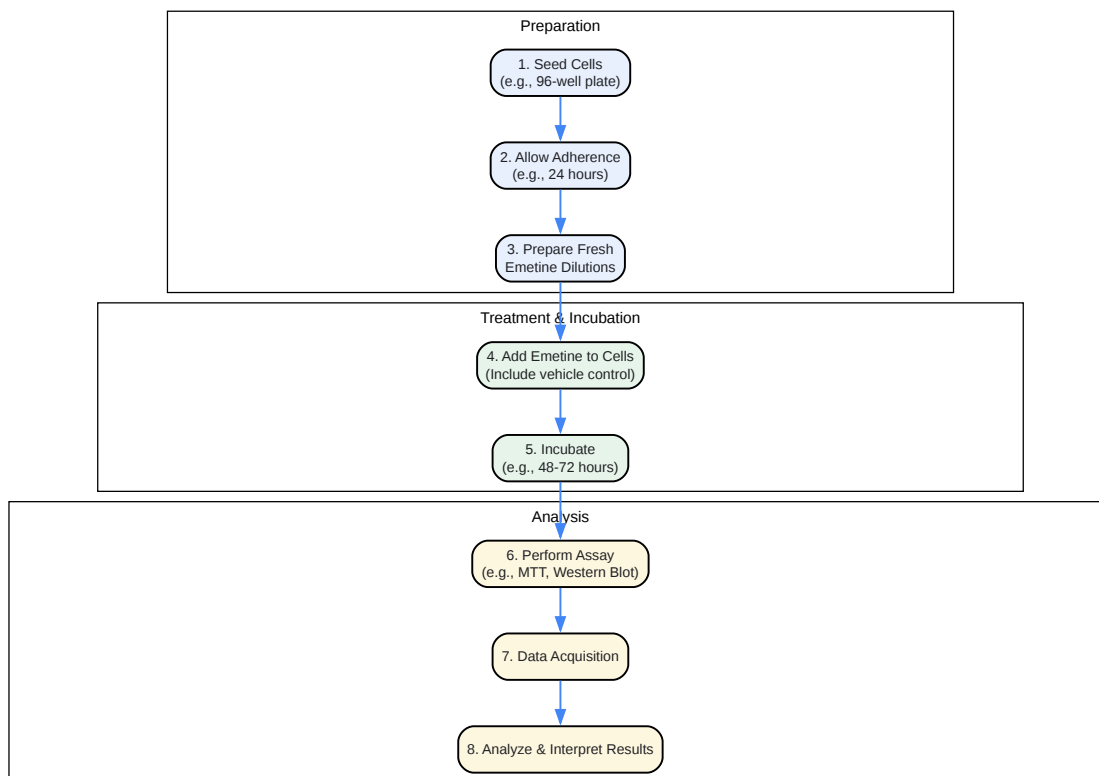 Preparation
1. Seed Cells
(e.g., 96-well plate)
2. Allow Adherence
(e.g., 24 hours)
3. Prepare Fresh
Emetine Dilutions
Treatment & Incubation
4. Add Emetine to Cells
(Include vehicle control)
5. Incubate
(e.g., 48-72 hours)
Analysis
6. Perform Assay
(e.g., MTT, Western Blot)
7. Data Acquisition
8. Analyze & Interpret Results